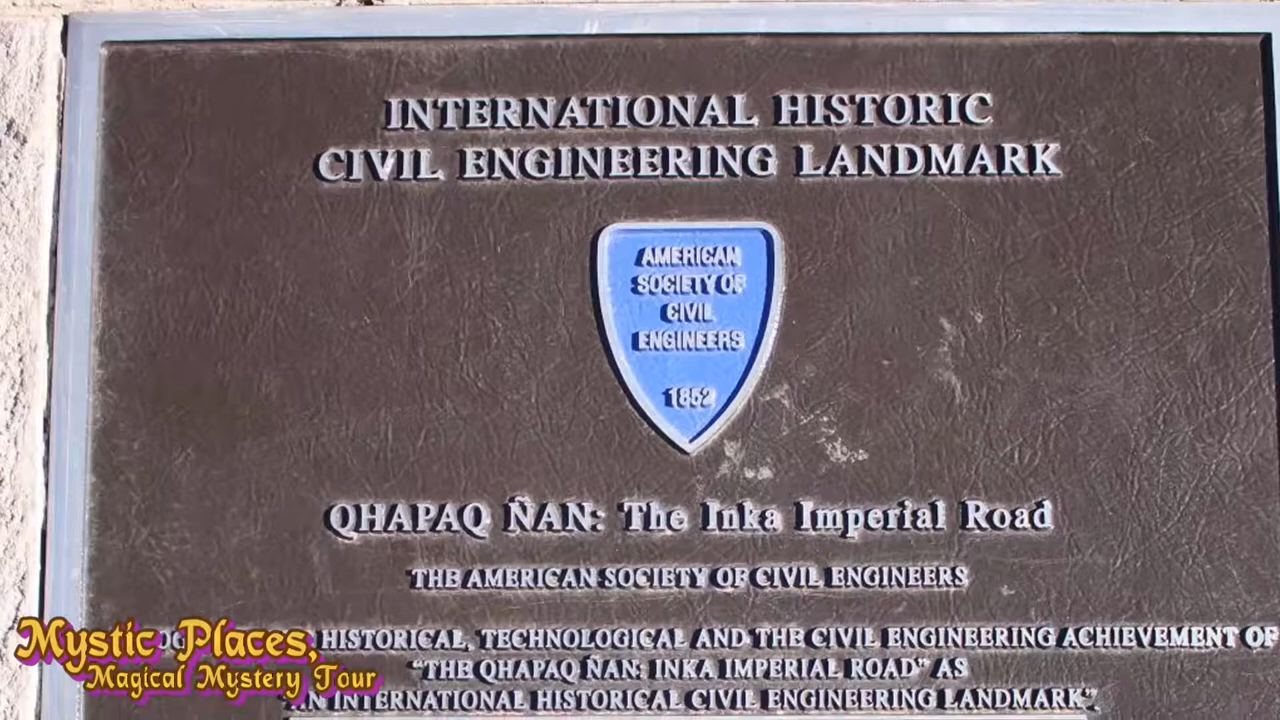 INTERNATIONAL HISTORIC
CIVIL ENGINEERING LANDMARK
AMERICAN
SOCIETY OF
CIVIL
ENGINEERS
1852
QHAPAQ ÑAN: The Inka Imperial Road
THE AMERICAN SOCIETY OF CIVIL ENGINEERS
HISTORICAL, TECHNOLOGICAL AND THE CIVIL ENGINEERING ACHIEVEMENT OF
"THE QHAPAQ ÑAN: INKA IMPERIAL ROAD" AS
AN INTERNATIONAL HISTORICAL CIVIL ENGINEERING LANDMARK".
Mystic Places,
Magical Mystery Tour